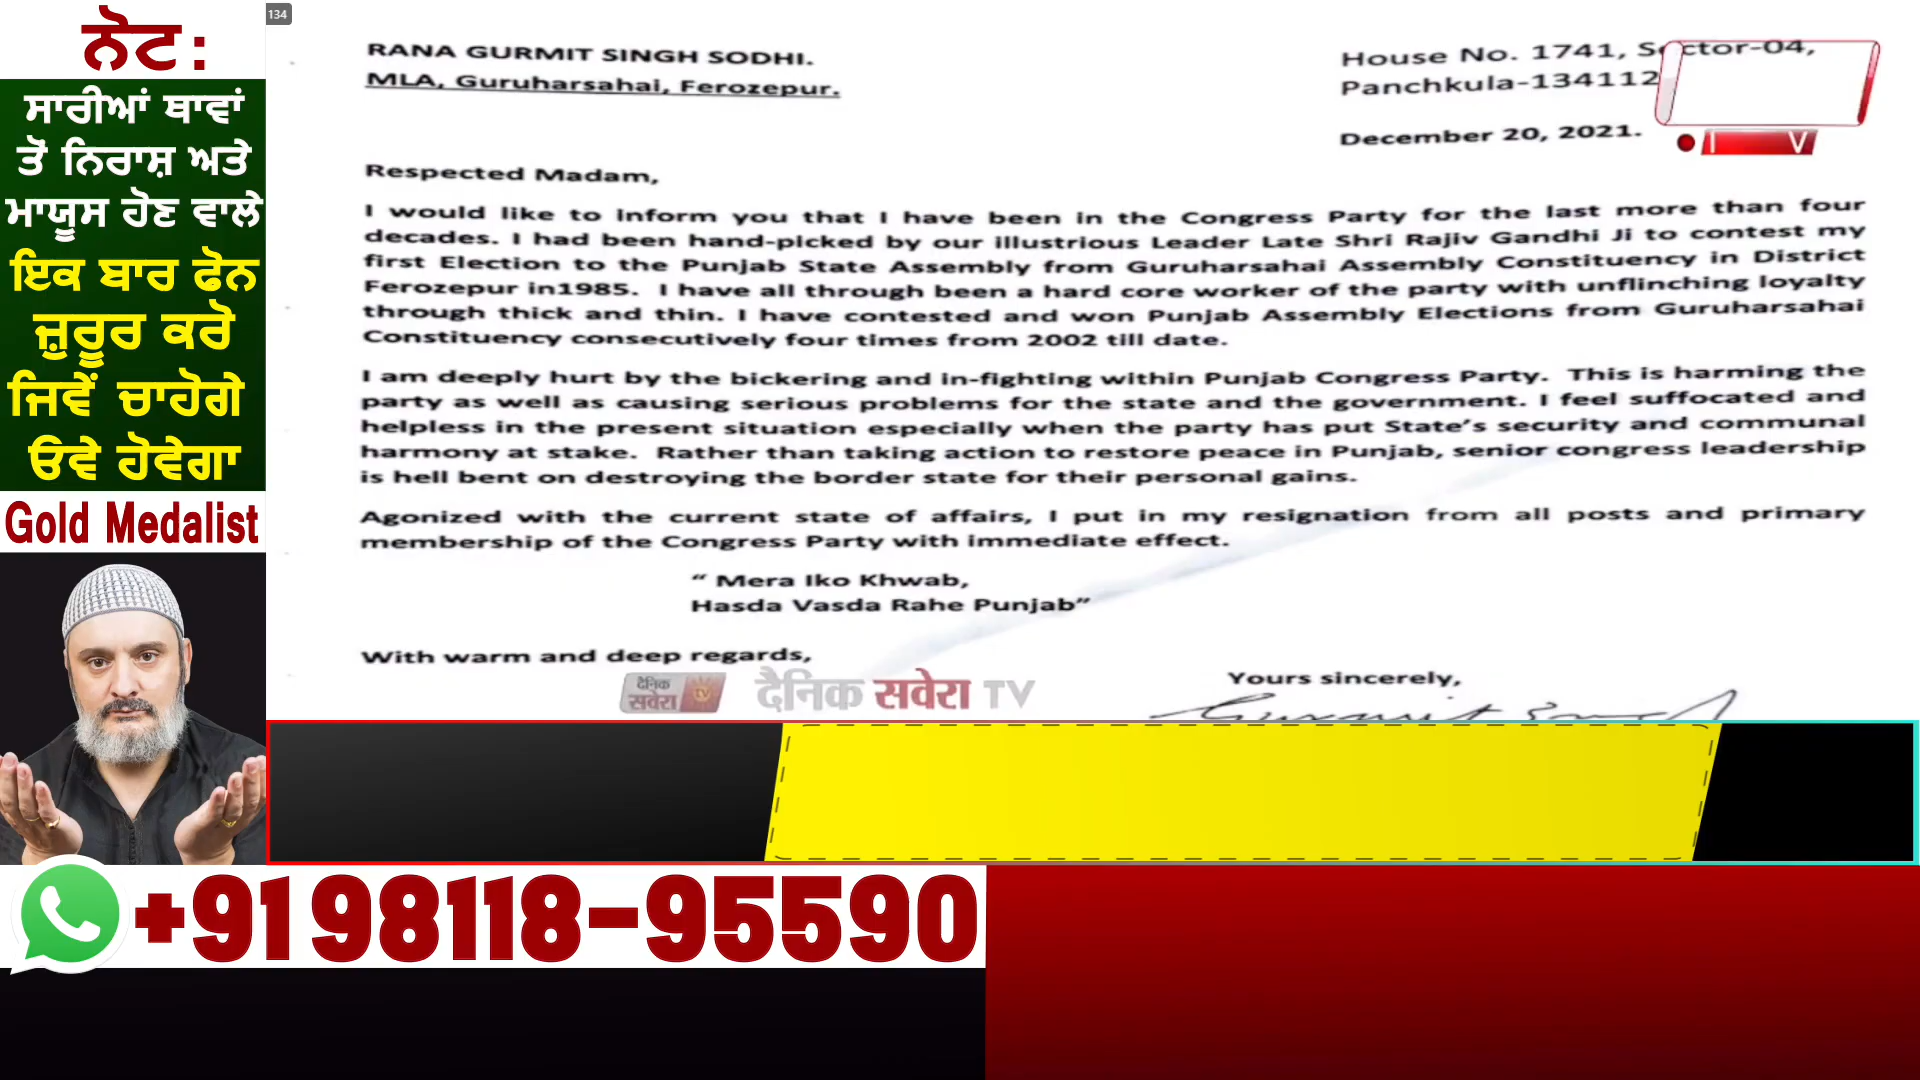 134
ਨੋਟ:
ਸਾਰੀਆਂ ਥਾਵਾਂ
ਤੋਂ ਨਿਰਾਸ਼ ਅਤੇ
ਮਾਯੂਸ ਹੋਣ ਵਾਲੇ
ਇਕ ਬਾਰ ਫੋਨ
ਜ਼ੁਰੂਰ ਕਰੋ
ਜਿਵੇਂ ਚਾਹੋਗੇ
ਓਵੇ ਹੋਵੇਗਾ
Gold Medalist
RANA GURMIT SINGH SODHI.
MLA, Guruharsahai, Ferozepur.
House No. 1741, Sector-04,
Panchkula-134112
December 20, 2021.
Respected Madam,
I would like to inform you that I have been in the Congress Party for the last more than four
decades. I had been hand-picked by our illustrious Leader Late Shri Rajiv Gandhi Ji to contest my
first Election to the Punjab State Assembly from Guruharsahai Assembly Constituency in District
Ferozepur in1985. I have all through been a hard core worker of the party with unflinching loyalty
through thick and thin. I have contested and won Punjab Assembly Elections from Guruharsahai
Constituency consecutively four times from 2002 till date.
I am deeply hurt by the bickering and in-fighting within Punjab Congress Party. This is harming the
party as well as causing serious problems for the state and the government. I feel suffocated and
helpless in the present situation especially when the party has put State's security and communal
harmony at stake. Rather than taking action to restore peace in Punjab, senior congress leadership
is hell bent on destroying the border state for their personal gains.
Agonized with the current state of affairs, I put in my resignation from all posts and primary
membership of the Congress Party with immediate effect.
“ Mera Iko Khwab,
Hasda Vasda Rahe Punjab”
With warm and deep regards,
Yours sincerely,
दैनिक सवेरा TV
दैनिक सवेरा TV
V
+91 98118-95590